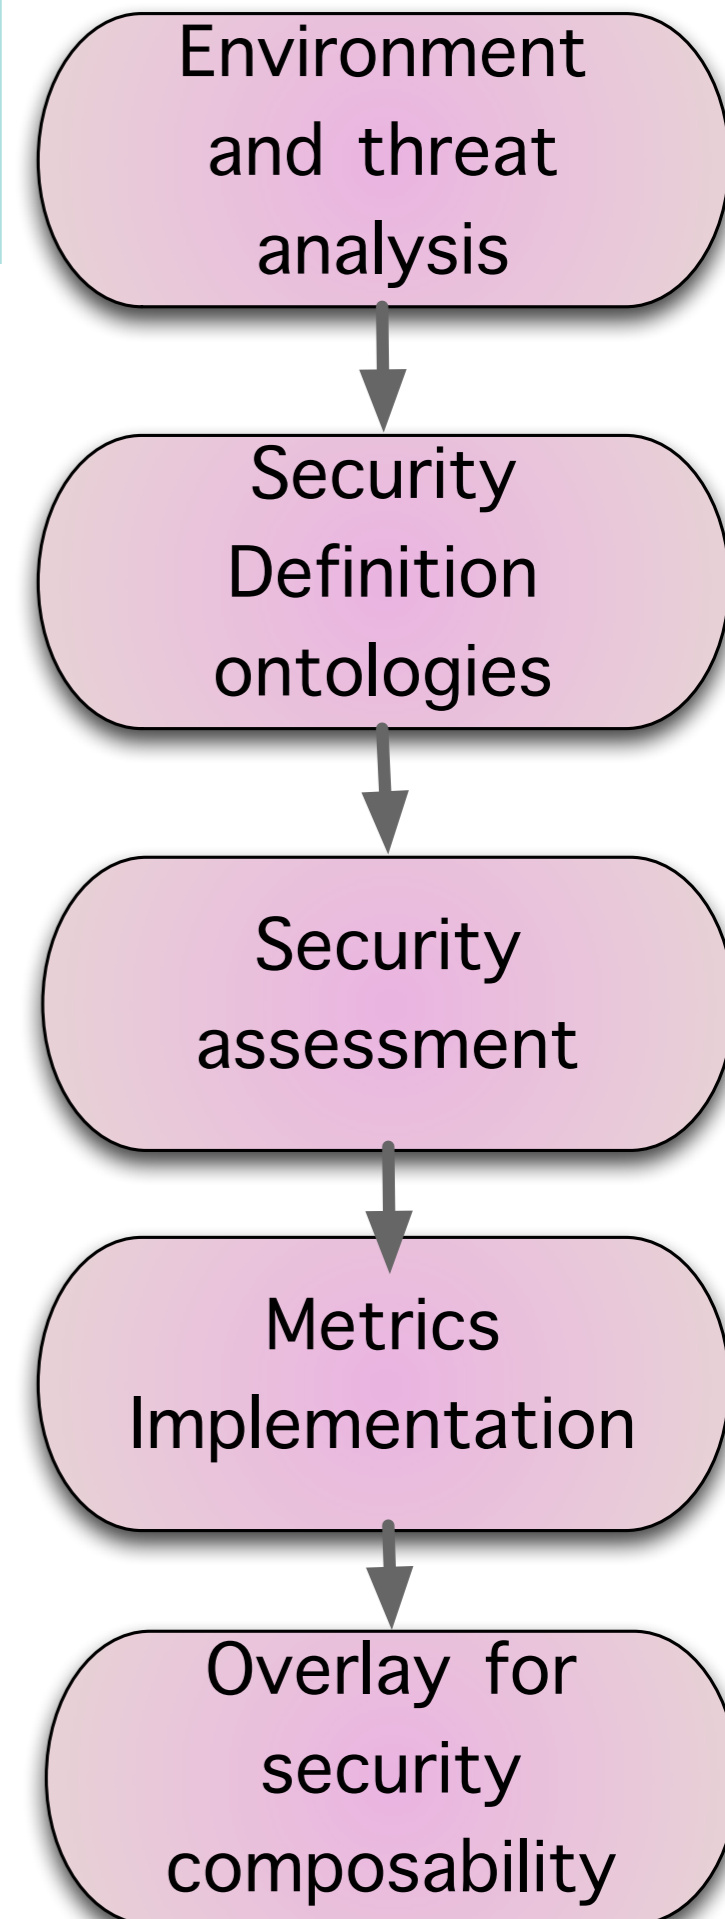 Environment
and threat
analysis
Security
Definition
ontologies
Security
assessment
Metrics
Implementation
Overlay for
security
composability